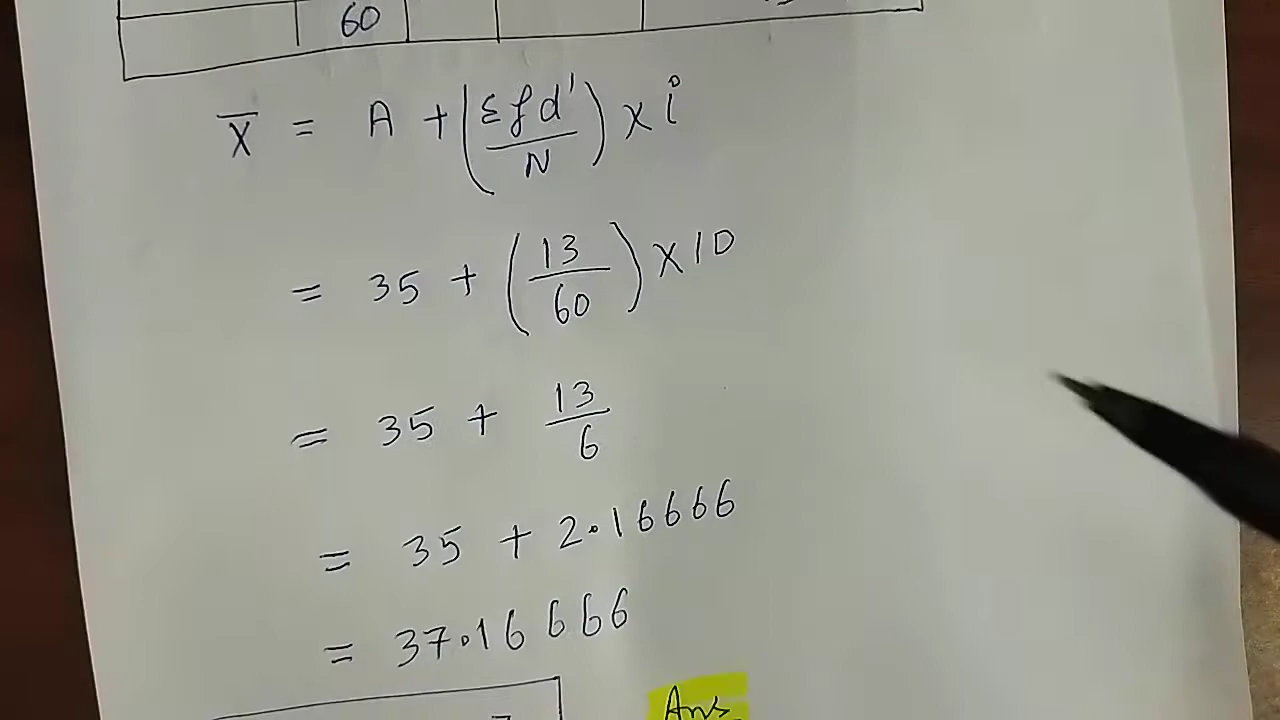 60
X̄ = A + (Σfd'/N) × i
= 35 + (13/60) × 10
= 35 + 13/6
= 35 + 2.16666
= 37.16666
Ans